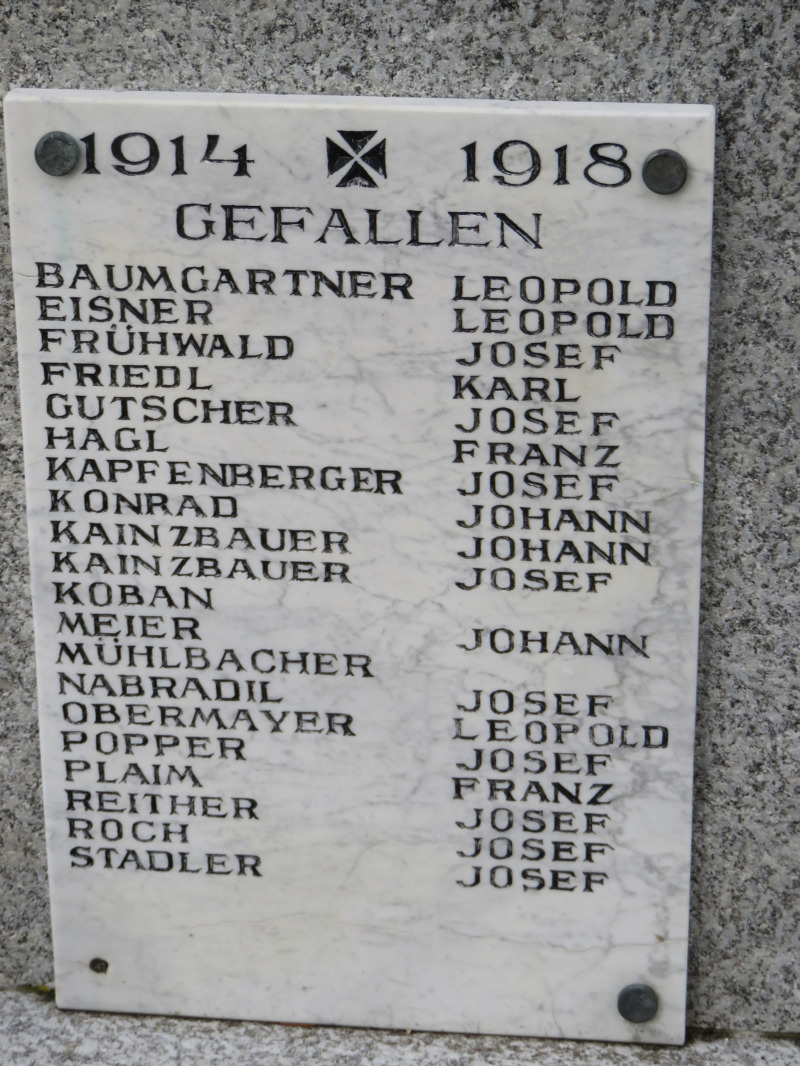 1914 1918
GEFALLEN
BAUMGARTNER LEOPOLD
EISNER LEOPOLD
FRÜHWALD JOSEF
FRIEDL KARL
GUTSCHER JOSEF
HAGL FRANZ
KAPFENBERGER JOSEF
KONRAD JOHANN
KAINZBAUER JOHANN
KAINZBAUER JOSEF
KOBAN
MEIER JOHANN
MÜHLBACHER
NABRADIL JOSEF
OBERMAYER LEOPOLD
POPPER JOSEF
PLAIM FRANZ
REITHER JOSEF
ROCH JOSEF
STADLER JOSEF